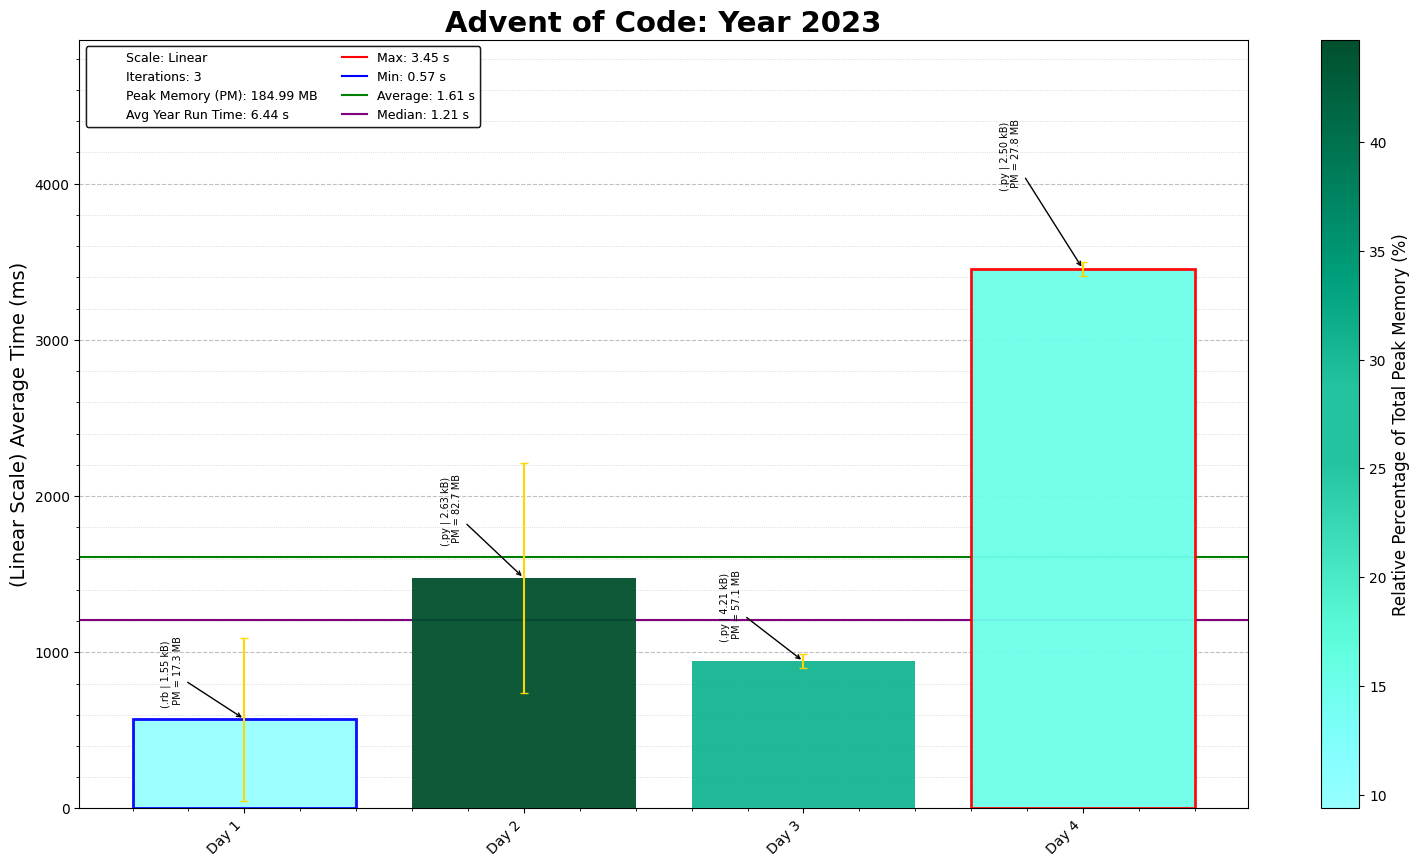 Advent of Code: Year 2023
Scale: Linear
Iterations: 3
Peak Memory (PM): 184.99 MB
Avg Year Run Time: 6.44 s
Max: 3.45 s
Min: 0.57 s
Average: 1.61 s
Median: 1.21 s
(Linear Scale) Average Time (ms)
4000
3000
2000
1000
0
(.rb | 1.55 kB)
PM = 17.3 MB
(.py | 2.63 kB)
PM = 82.7 MB
(.py | 4.21 kB)
PM = 57.1 MB
(.py | 2.50 kB)
PM = 27.8 MB
Day 1
Day 2
Day 3
Day 4
40
35
30
25
20
15
10
Relative Percentage of Total Peak Memory (%)